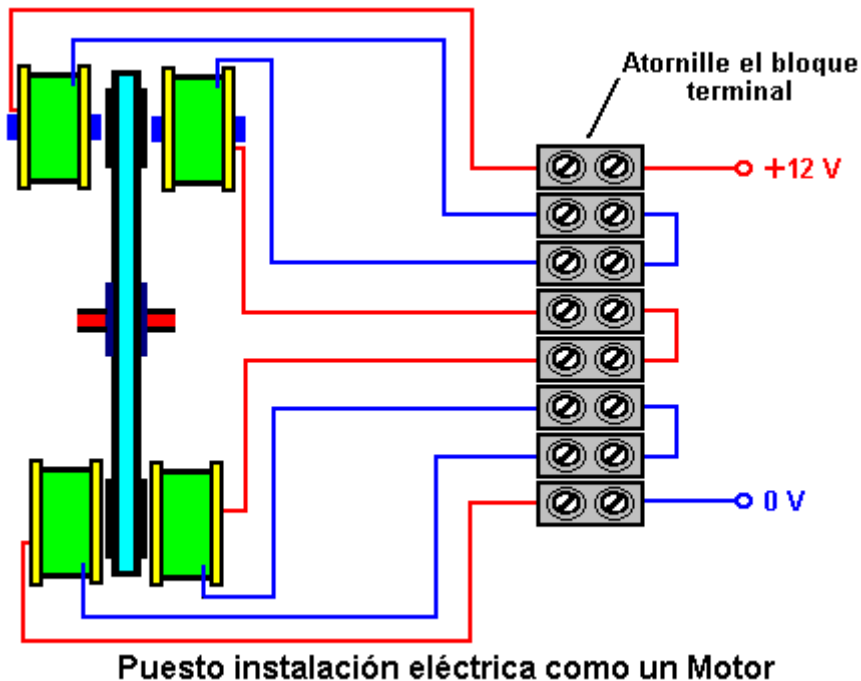 Atornille el bloque
terminal
+12 V
0 V
Puesto instalación eléctrica como un Motor